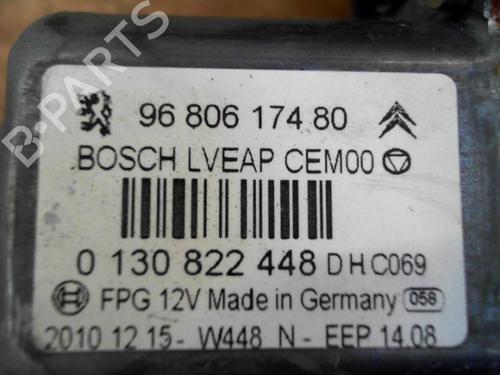 96 806 174 80
BOSCH LVEAP CEM00
0 130 822 448 D H C069
FPG 12V Made in Germany 058
2010 12 15- W448 N - EEP 14.08
B-PARTS